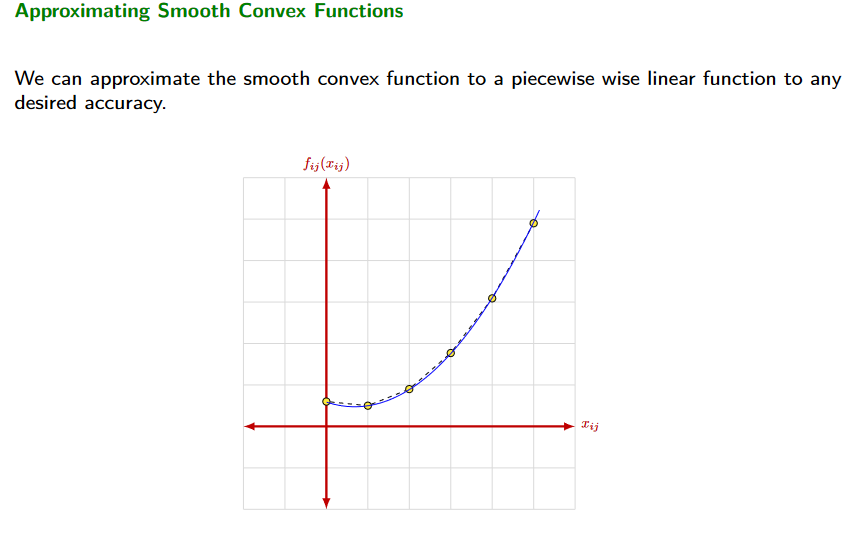 Approximating Smooth Convex Functions
We can approximate the smooth convex function to a piecewise wise linear function to any
desired accuracy.
f_{ij}(x_{ij})
x_{ij}